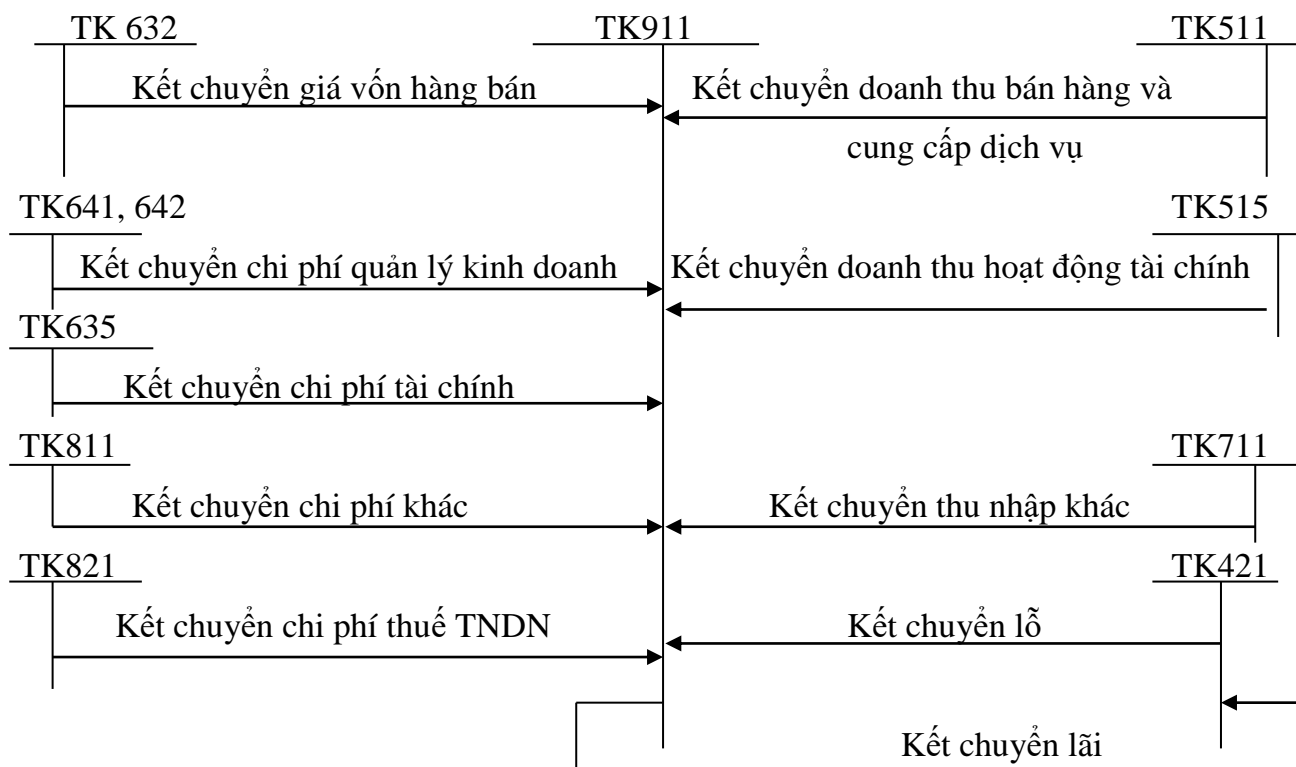 TK 632 TK911 TK511
Kết chuyển giá vốn hàng bán Kết chuyển doanh thu bán hàng và
cung cấp dịch vụ
TK641, 642 TK515
Kết chuyển chi phí quản lý kinh doanh Kết chuyển doanh thu hoạt động tài chính
TK635
Kết chuyển chi phí tài chính
TK811 TK711
Kết chuyển chi phí khác Kết chuyển thu nhập khác
TK821 TK421
Kết chuyển chi phí thuế TNDN Kết chuyển lỗ
Kết chuyển lãi